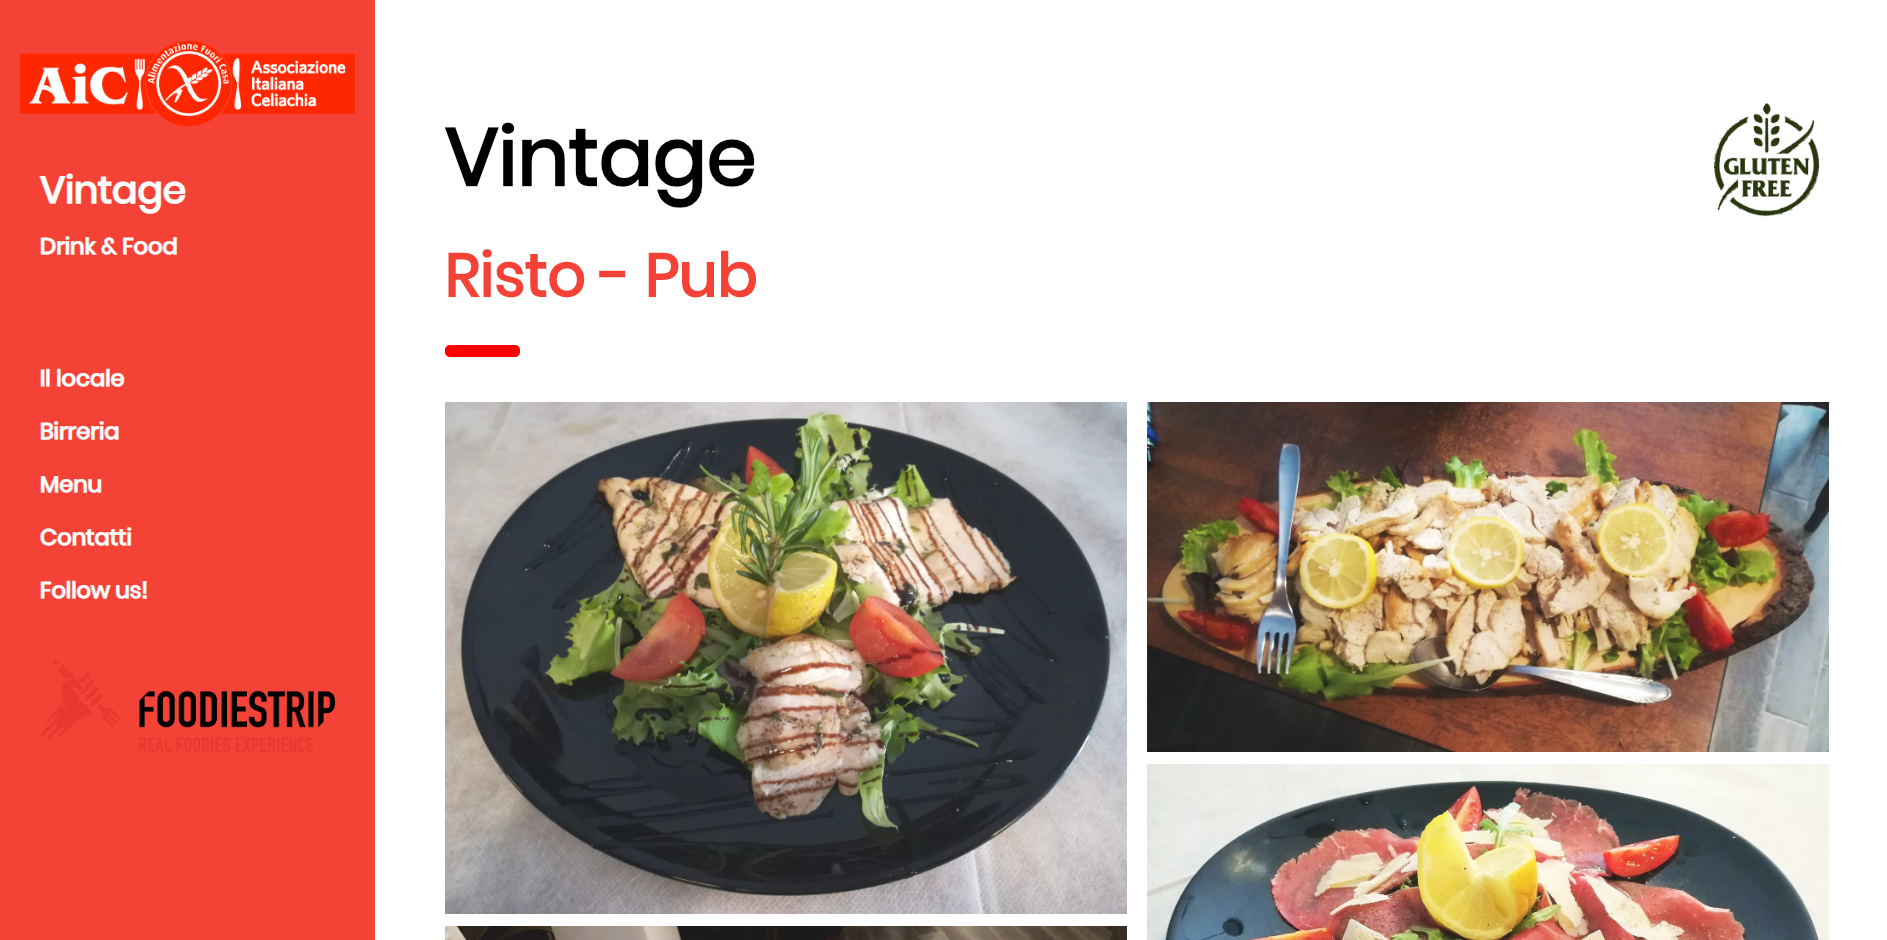 AiC
Alimentazione Fuori Casa
Associazione
Italiana
Celiachia
Vintage
Drink & Food
Il locale
Birreria
Menu
Contatti
Follow us!
FOODIESTRIP
REAL FOODIES EXPERIENCE
Vintage
Risto - Pub
GLUTEN
FREE